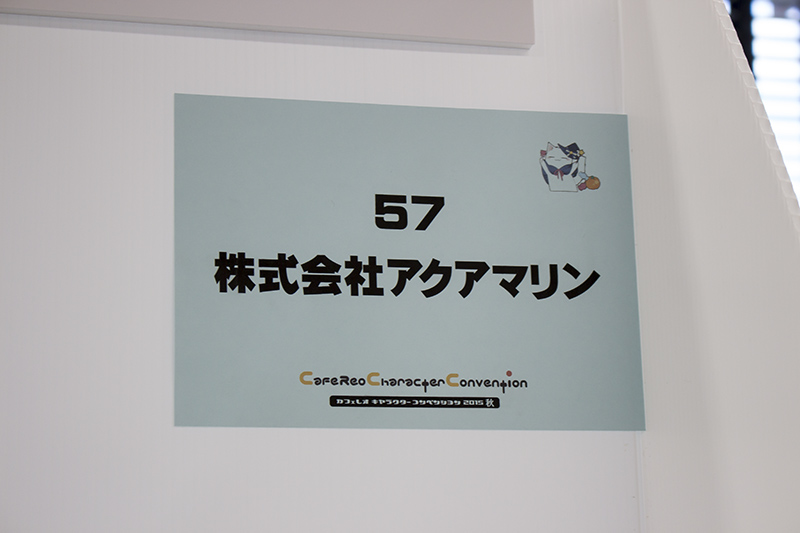 57
株式会社アクアマリン
CafeReo Character Convention
カフェレオ キャラクターコンベンション 2015 秋